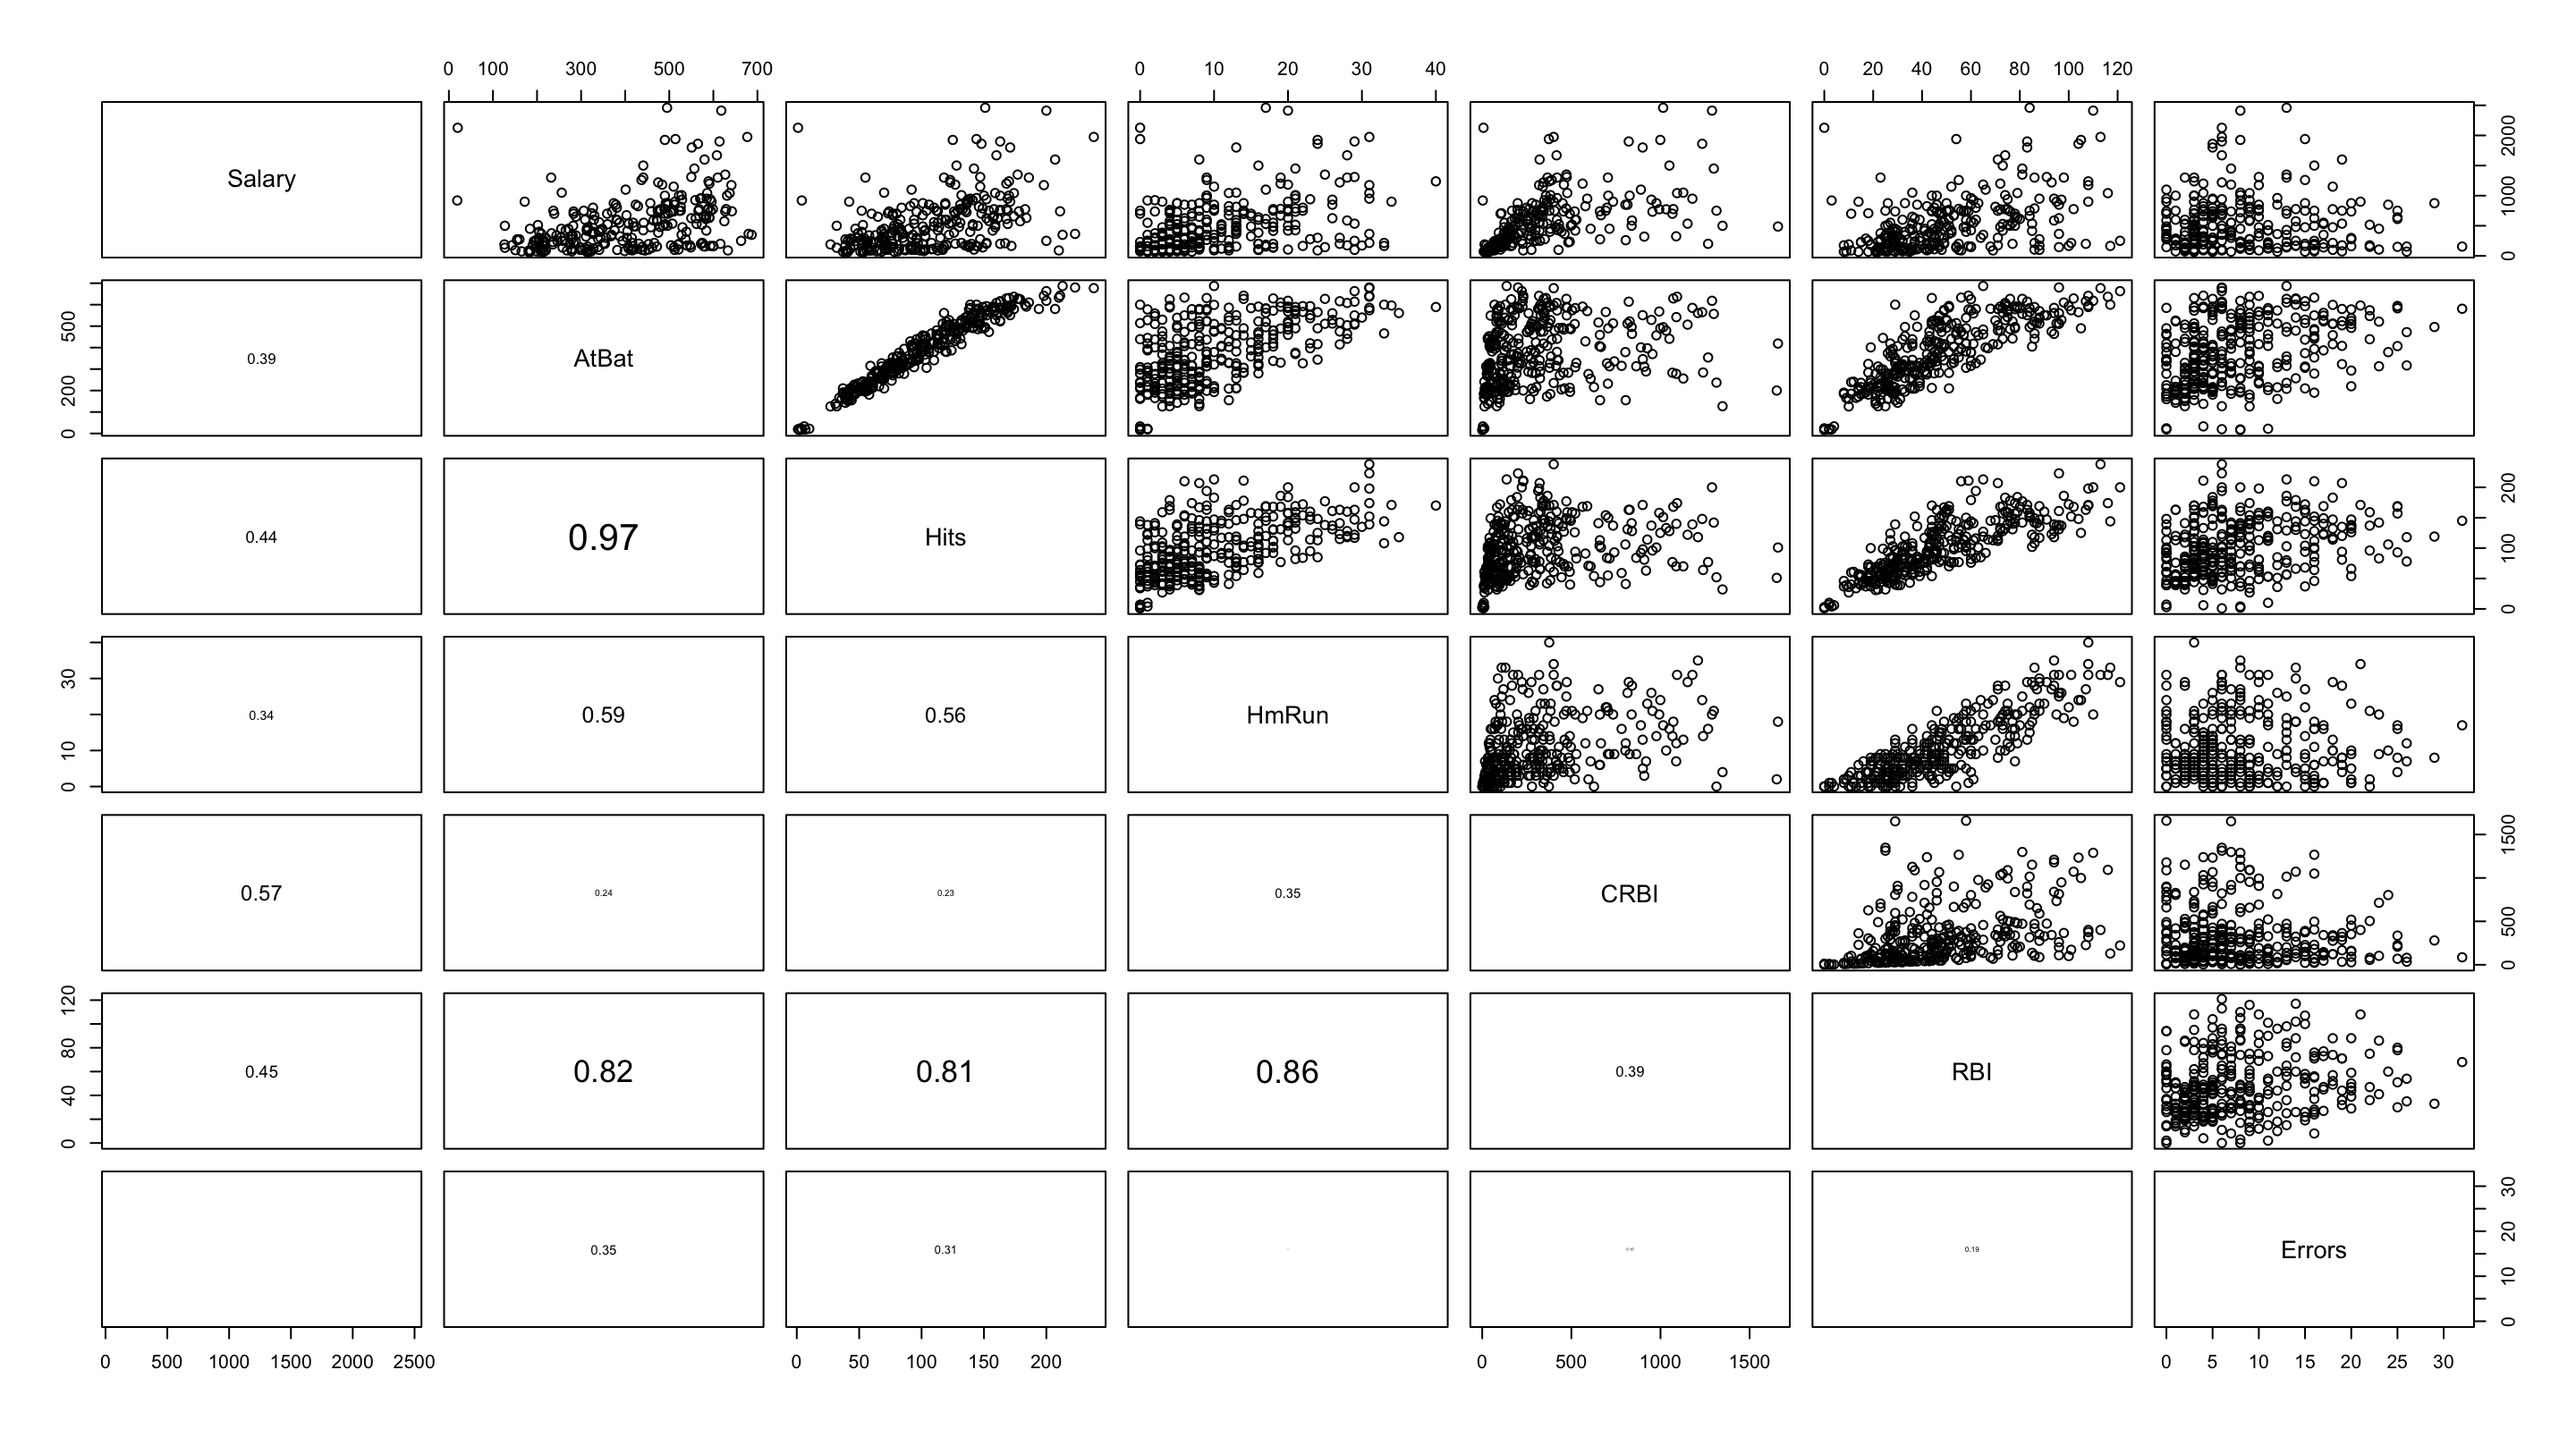 0 100 300 500 700 0 10 20 30 40 0 20 40 60 80 100 120
Salary 0 1000 2000
0 200 500 0.39 AtBat
0.44 0.97 Hits 0 100 200
0 10 30 0.34 0.59 0.56 HmRun
0.57 0.24 0.23 0.35 CRBI 0 500 1500
0 40 80 120 0.45 0.82 0.81 0.86 0.39 RBI
0.35 0.31 0.19 Errors 0 10 20 30
0 500 1000 1500 2000 2500 0 50 100 150 200 0 500 1000 1500 0 5 10 15 20 25 30